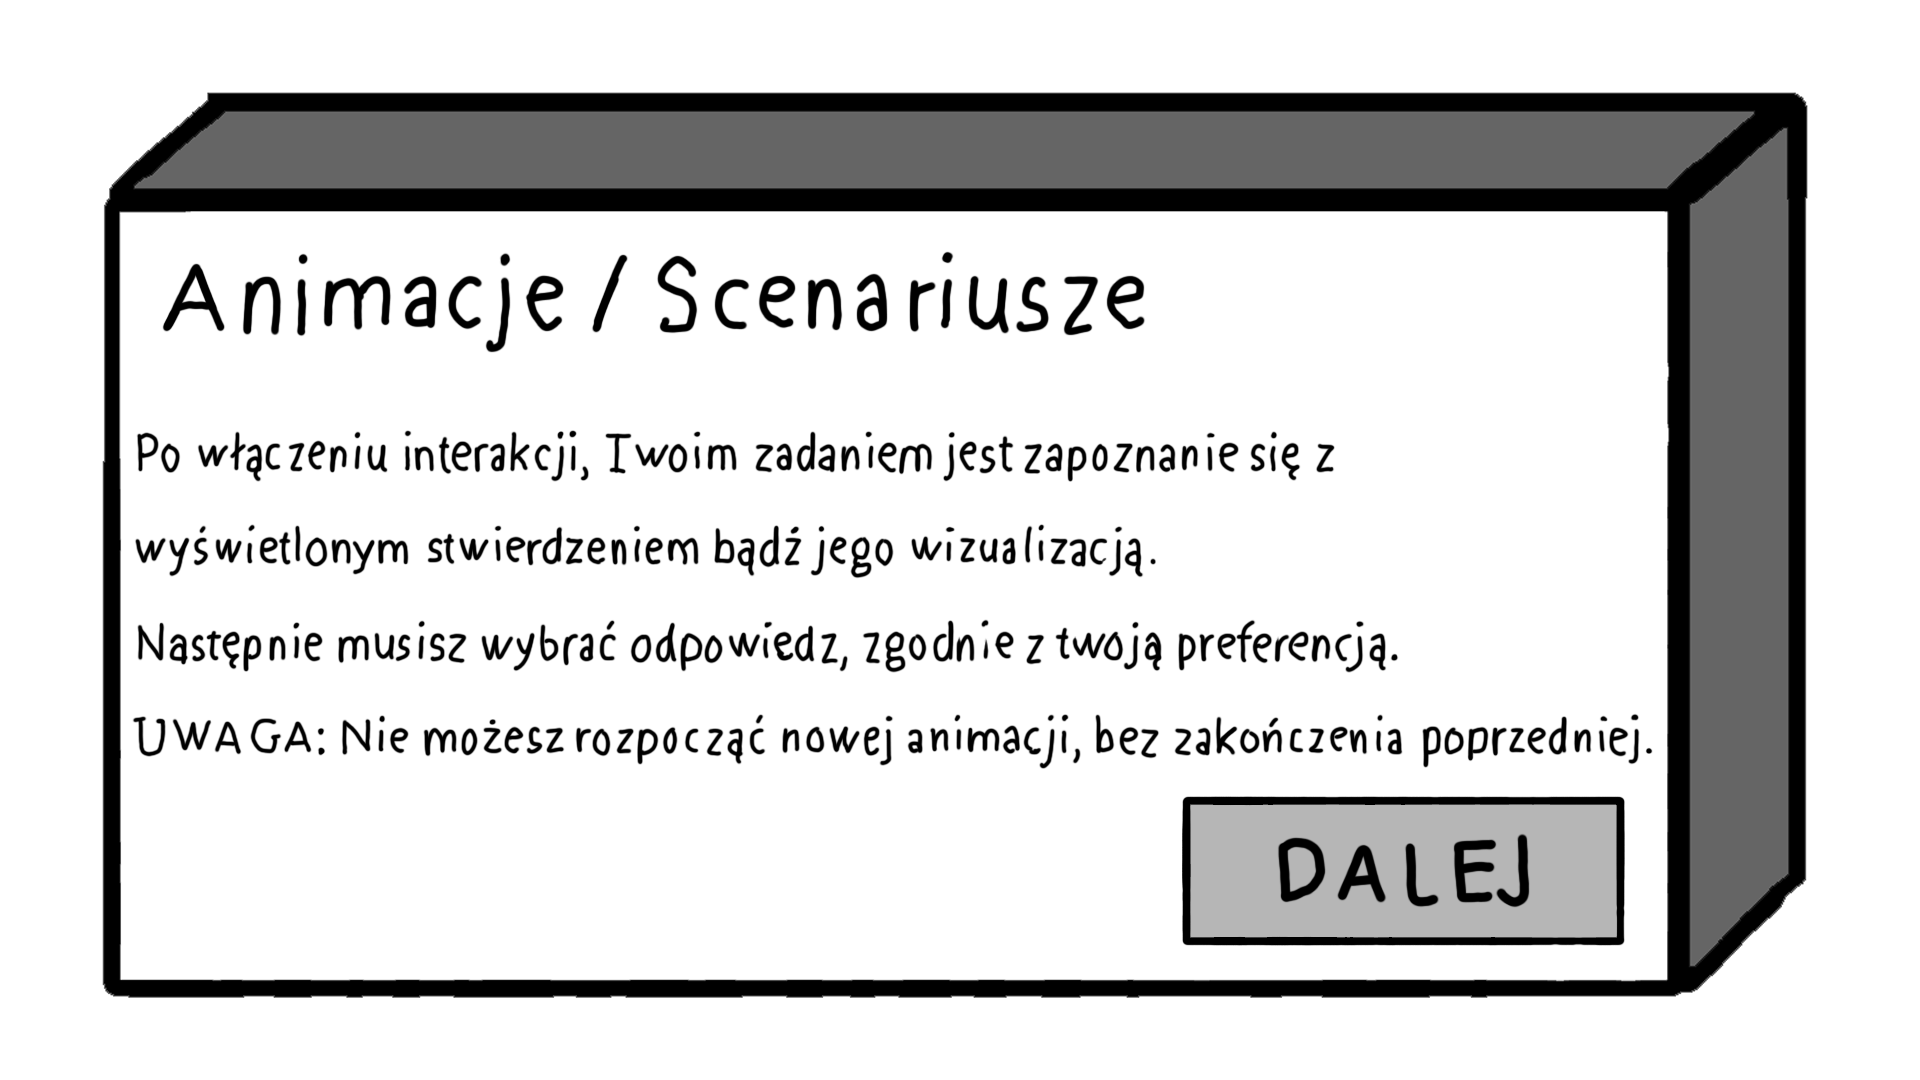 Animacje / Scenariusze
Po włączeniu interakcji, Twoim zadaniem jest zapoznanie się z
wyświetlonym stwierdzeniem bądź jego wizualizacją.
Następnie musisz wybrać odpowiedz, zgodnie z twoją preferencją.
UWAGA: Nie możesz rozpocząć nowej animacji, bez zakończenia poprzedniej.
DALEJ